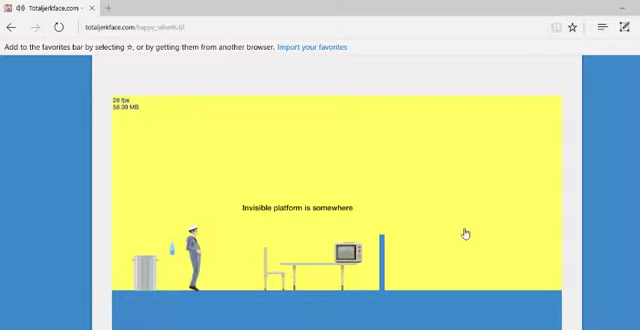 Totaljerkface.com -
totaljerkface.com/happy_wheels.tjf
Add to the favorites bar by selecting ☆, or by getting them from another browser. Import your favorites
28 fps
58.99 MB
Invisible platform is somewhere